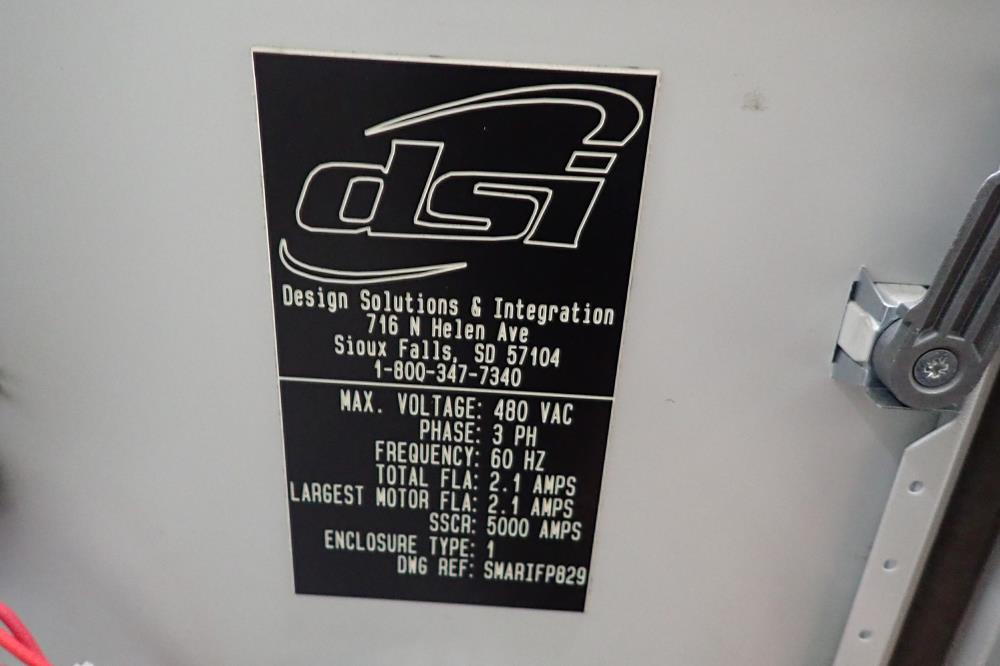 dsi
Design Solutions & Integration
716 N Helen Ave
Sioux Falls, SD 57104
1-800-347-7340
MAX. VOLTAGE: 480 VAC
PHASE: 3 PH
FREQUENCY: 60 HZ
TOTAL FLA: 2.1 AMPS
LARGEST MOTOR FLA: 2.1 AMPS
SSCR: 5000 AMPS
ENCLOSURE TYPE: 1
DWG REF: SMARIFP829